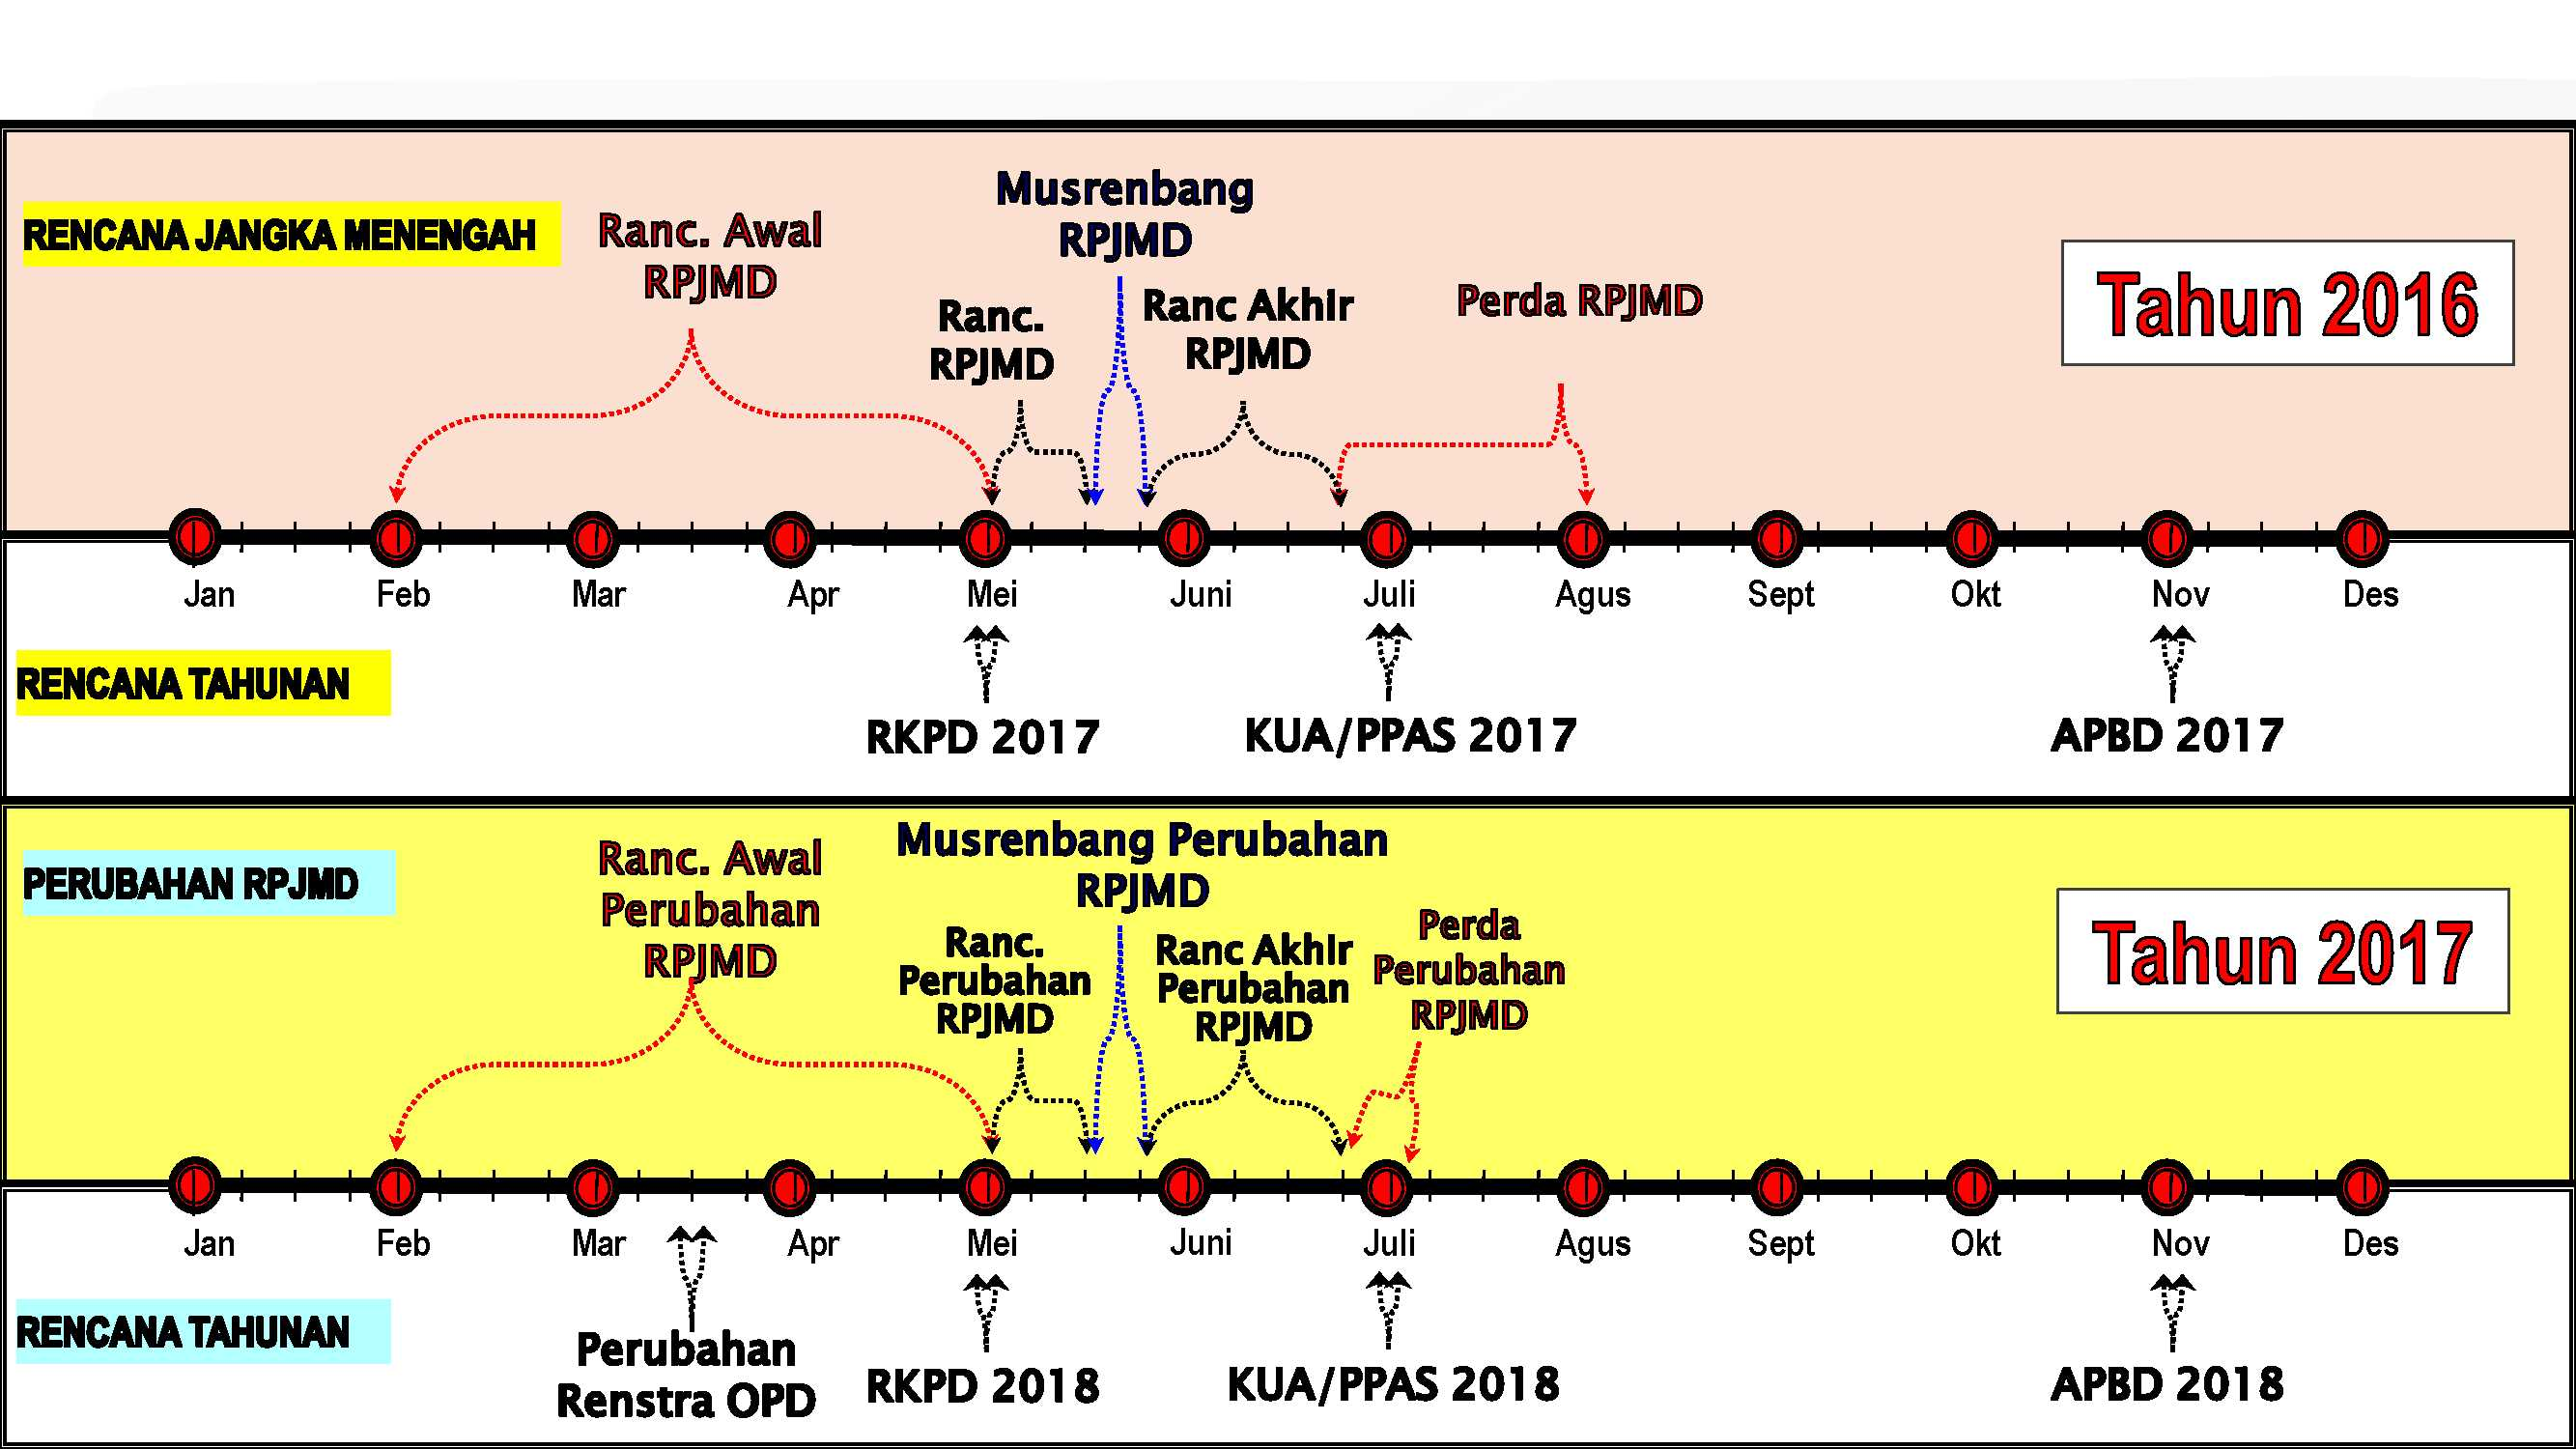 RENCANA JANGKA MENENGAH
Ranc. Awal
RPJMD
Musrenbang
RPJMD
Ranc.
RPJMD
Ranc Akhir
RPJMD
Perda RPJMD
Tahun 2016
Jan Feb Mar Apr Mei Juni Juli Agus Sept Okt Nov Des
RENCANA TAHUNAN
RKPD 2017
KUA/PPAS 2017
APBD 2017
PERUBAHAN RPJMD
Ranc. Awal
Perubahan
RPJMD
Musrenbang Perubahan
RPJMD
Ranc.
Perubahan
RPJMD
Ranc Akhir
Perubahan
RPJMD
Perda
Perubahan
RPJMD
Tahun 2017
Jan Feb Mar Apr Mei Juni Juli Agus Sept Okt Nov Des
RENCANA TAHUNAN
Perubahan
Renstra OPD
RKPD 2018
KUA/PPAS 2018
APBD 2018